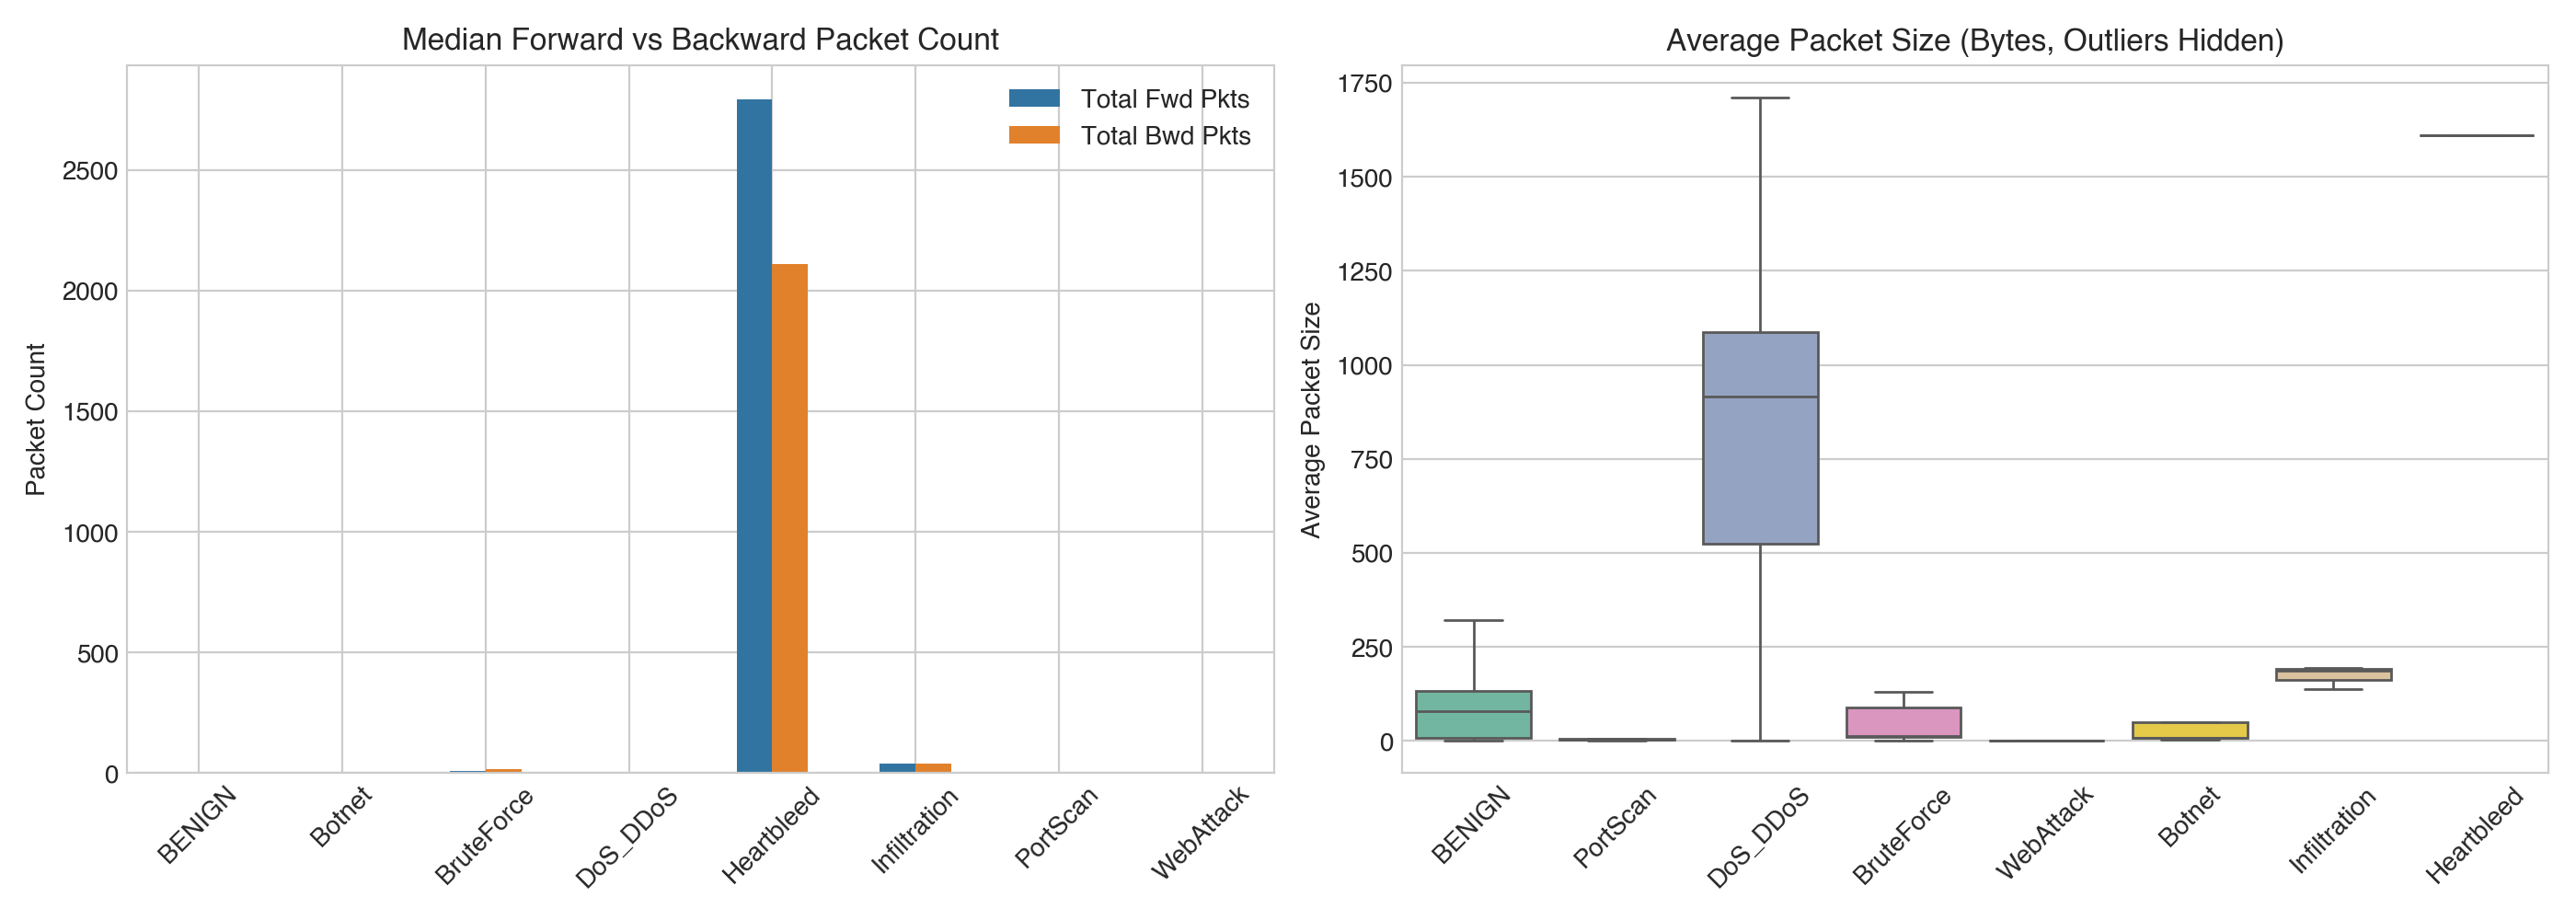 Median Forward vs Backward Packet Count
Total Fwd Pkts
Total Bwd Pkts
Packet Count
2500
2000
1500
1000
500
0
BENIGN
Botnet
BruteForce
DoS_DDoS
Heartbleed
Infiltration
PortScan
WebAttack
Average Packet Size (Bytes, Outliers Hidden)
Average Packet Size
1750
1500
1250
1000
750
500
250
0
BENIGN
PortScan
DoS_DDoS
BruteForce
WebAttack
Botnet
Infiltration
Heartbleed